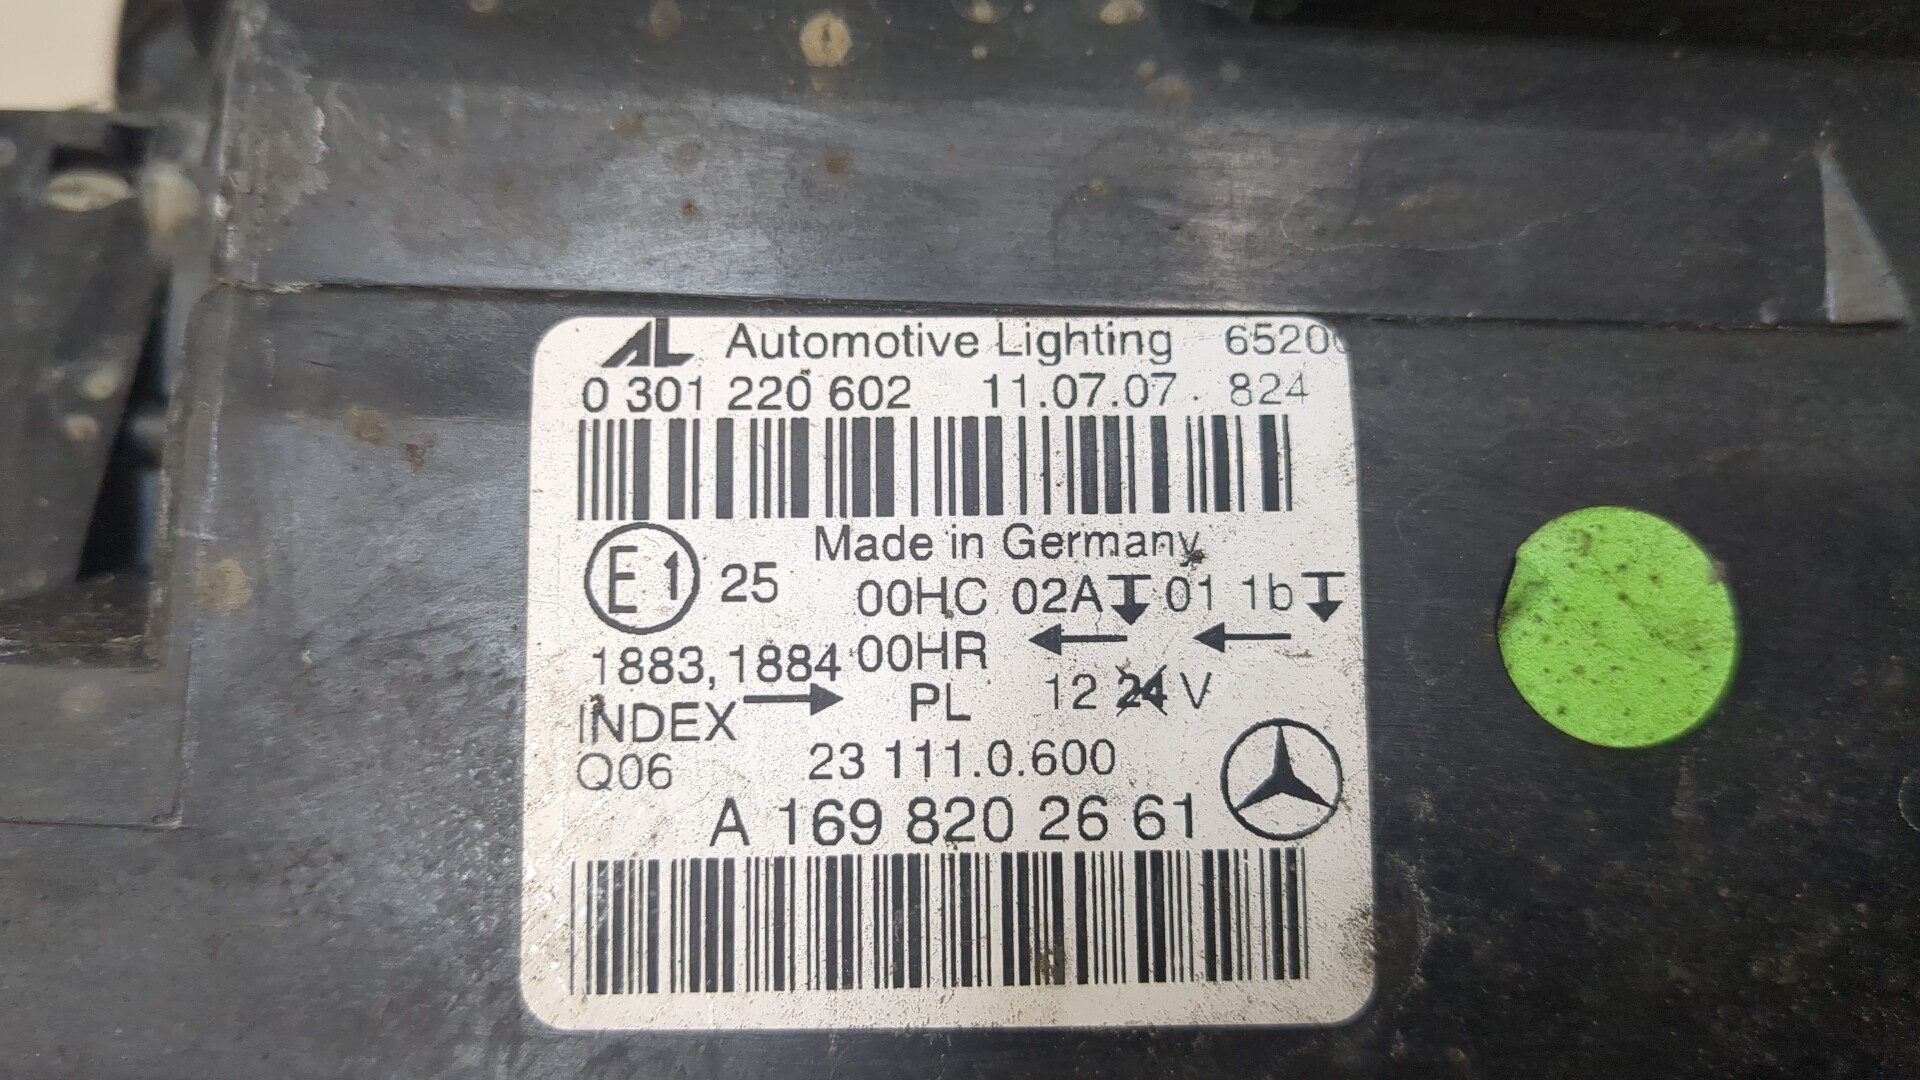 AL Automotive Lighting 6520
0 301 220 602 11.07.07. 824
Made in Germany
E1 25 00HC 02A 01 1b
1883, 1884 00HR ← ←
INDEX → PL 12 24 V
Q06 23 111.0.600
A 169 820 26 61